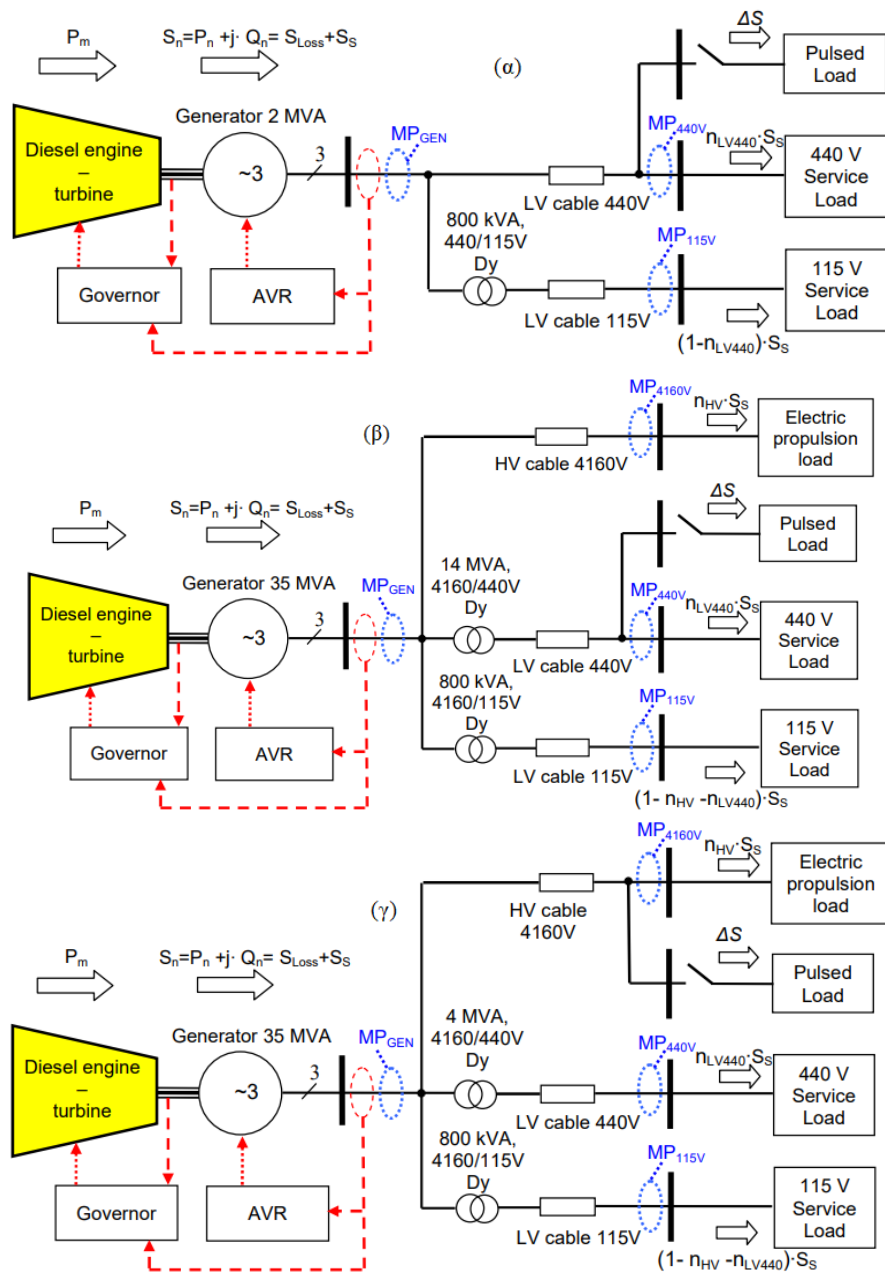 Pm Sn=Pn +j· Qn= SLoss+SS
(α)
ΔS
Pulsed
Load
Generator 2 MVA
MPGEN
MP440V
nLV440·SS
Diesel engine
–
turbine
~3
3
LV cable 440V
440 V
Service
Load
800 kVA,
440/115V
Dy
MP115V
Governor
AVR
LV cable 115V
115 V
Service
Load
(1-nLV440)·SS
(β)
MP4160V
nHV·SS
HV cable 4160V
Electric
propulsion
load
Pm Sn=Pn +j· Qn= SLoss+SS
ΔS
Pulsed
Load
Generator 35 MVA
MPGEN
14 MVA,
4160/440V
Dy
MP440V
nLV440·SS
Diesel engine
–
turbine
~3
3
LV cable 440V
440 V
Service
Load
800 kVA,
4160/115V
Dy
MP115V
Governor
AVR
LV cable 115V
115 V
Service
Load
(1- nHV -nLV440)·SS
(γ)
MP4160V
nHV·SS
HV cable
4160V
Electric
propulsion
load
Pm Sn=Pn +j· Qn= SLoss+SS
ΔS
Pulsed
Load
Generator 35 MVA
MPGEN
4 MVA,
4160/440V
Dy
MP440V
nLV440·SS
Diesel engine
–
turbine
~3
3
LV cable 440V
440 V
Service
Load
800 kVA,
4160/115V
Dy
MP115V
Governor
AVR
LV cable 115V
115 V
Service
Load
(1- nHV -nLV440)·SS